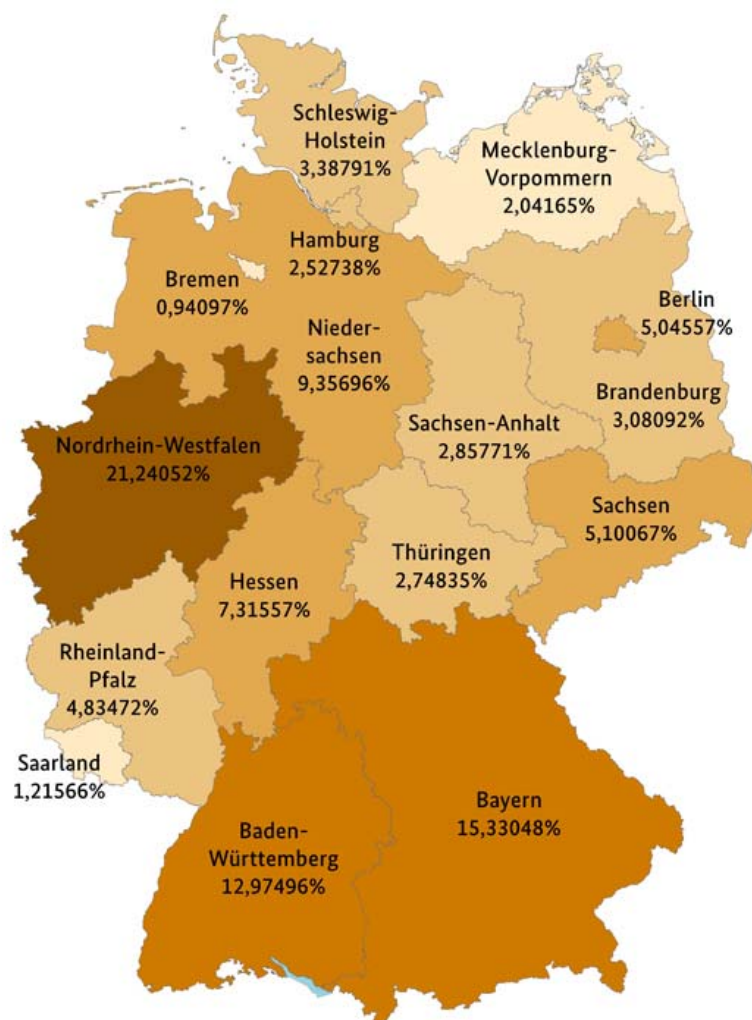 Schleswig-
Holstein
3,38791%
Mecklenburg-
Vorpommern
2,04165%
Hamburg
2,52738%
Bremen
0,94097%
Berlin
5,04557%
Nieder-
sachsen
9,35696%
Brandenburg
3,08092%
Sachsen-Anhalt
2,85771%
Nordrhein-Westfalen
21,24052%
Sachsen
5,10067%
Thüringen
2,74835%
Hessen
7,31557%
Rheinland-
Pfalz
4,83472%
Saarland
1,21566%
Bayern
15,33048%
Baden-
Württemberg
12,97496%